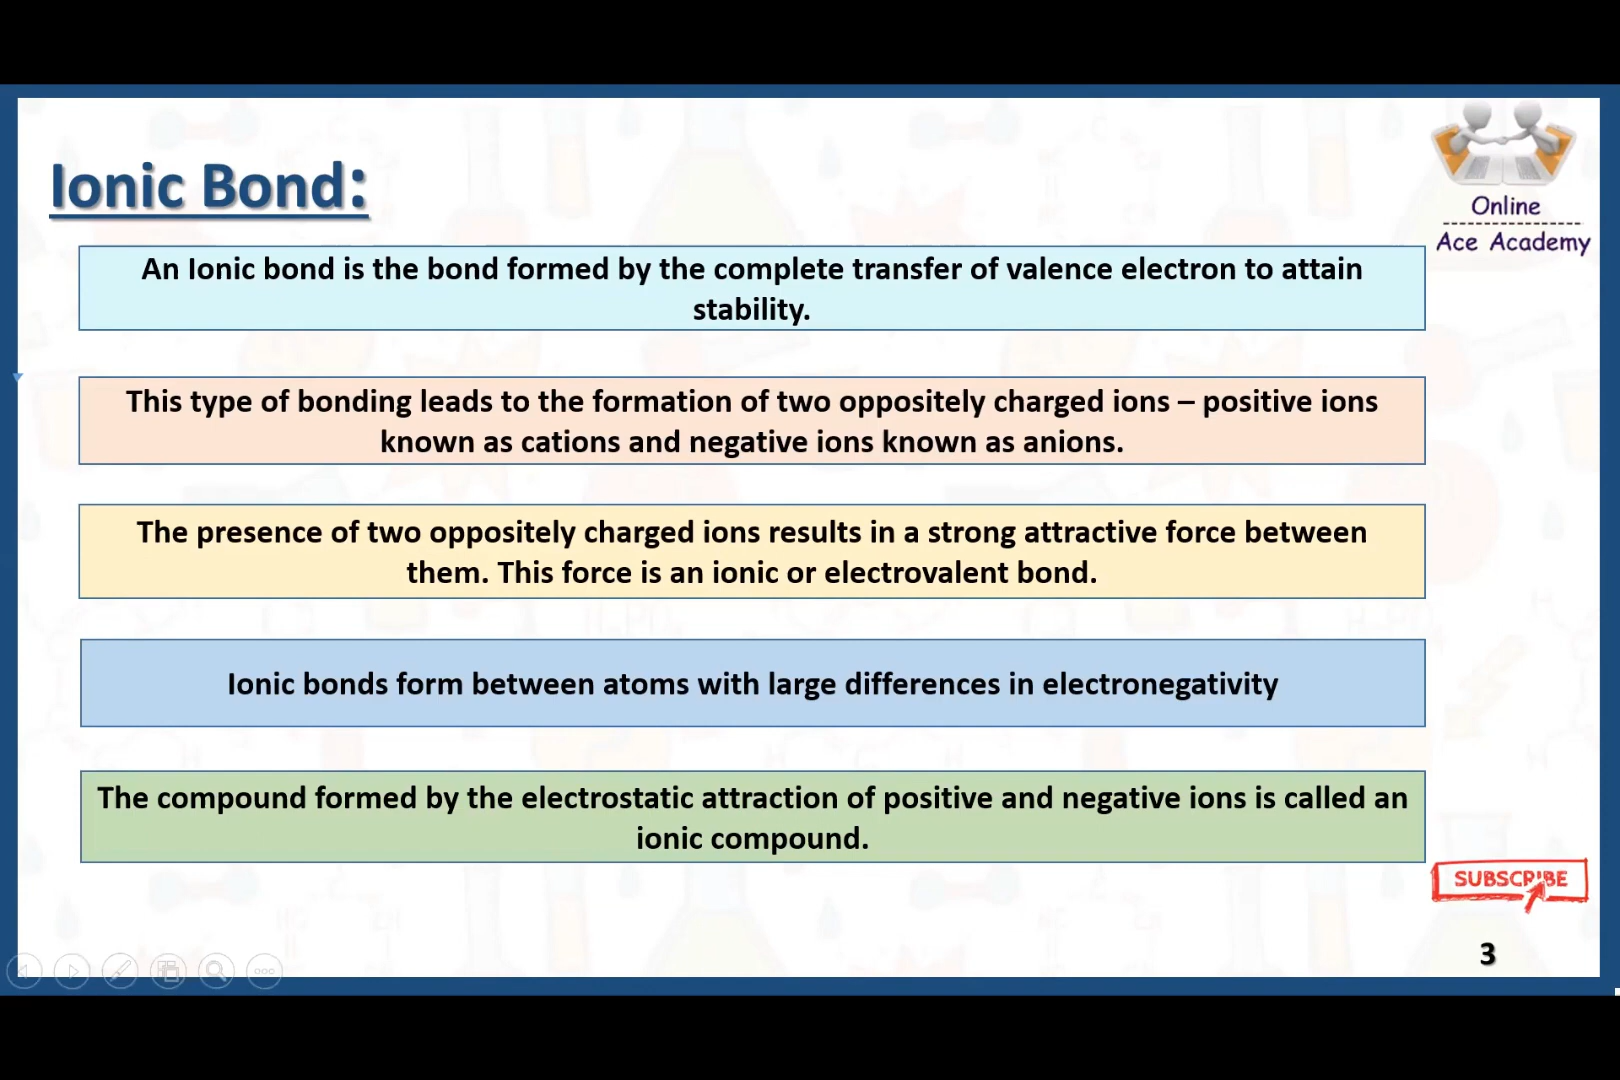 Ionic Bond:
Online
Ace Academy
An Ionic bond is the bond formed by the complete transfer of valence electron to attain
stability.
This type of bonding leads to the formation of two oppositely charged ions – positive ions
known as cations and negative ions known as anions.
The presence of two oppositely charged ions results in a strong attractive force between
them. This force is an ionic or electrovalent bond.
Ionic bonds form between atoms with large differences in electronegativity
The compound formed by the electrostatic attraction of positive and negative ions is called an
ionic compound.
SUBSCRIBE
3